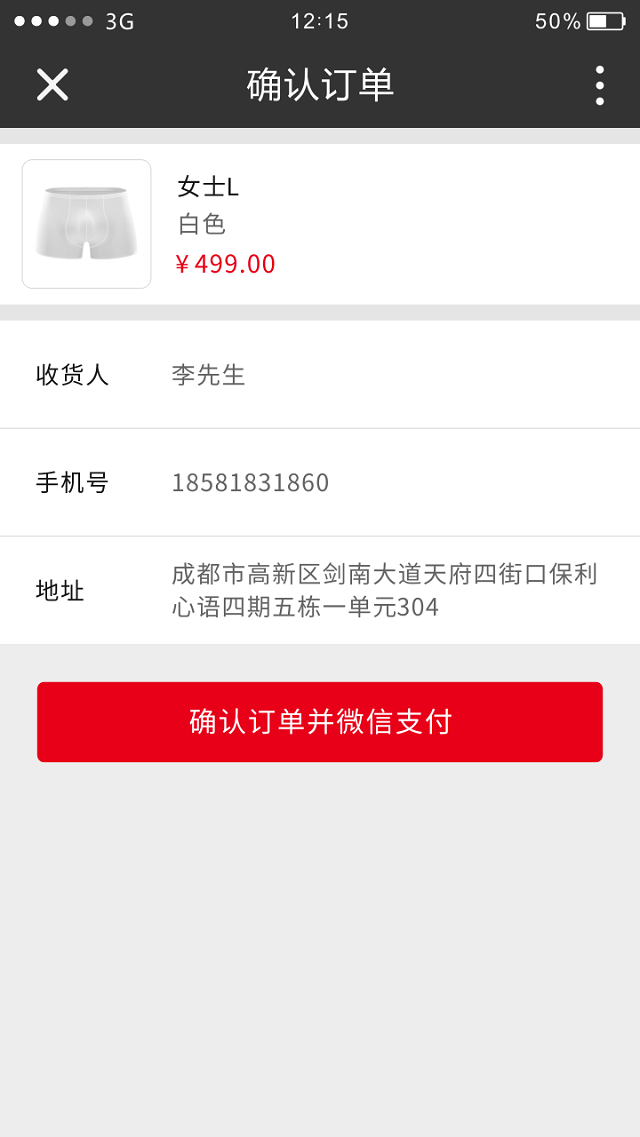 3G
12:15
50%
确认订单
女士L
白色
¥499.00
收货人
李先生
手机号
18581831860
地址
成都市高新区剑南大道天府四街口保利
心语四期五栋一单元304
确认订单并微信支付